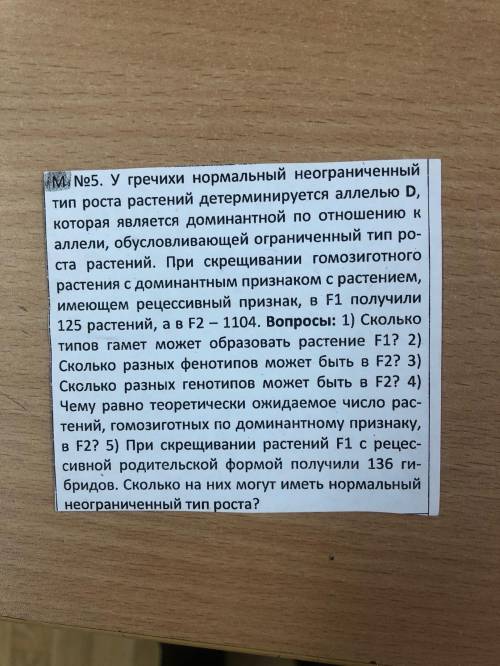 М. №5. У гречихи нормальный неограниченный
тип роста растений детерминируется аллелью D,
которая является доминантной по отношению к
аллели, обусловливающей ограниченный тип ро-
ста растений. При скрещивании гомозиготного
растения с доминантным признаком с растением,
имеющем рецессивный признак, в F1 получили
125 растений, а в F2 – 1104. Вопросы: 1) Сколько
типов гамет может образовать растение F1? 2)
Сколько разных фенотипов может быть в F2? 3)
Сколько разных генотипов может быть в F2? 4)
Чему равно теоретически ожидаемое число рас-
тений, гомозиготных по доминантному признаку,
в F2? 5) При скрещивании растений F1 с рецес-
сивной родительской формой получили 136 ги-
бридов. Сколько на них могут иметь нормальный
неограниченный тип роста?